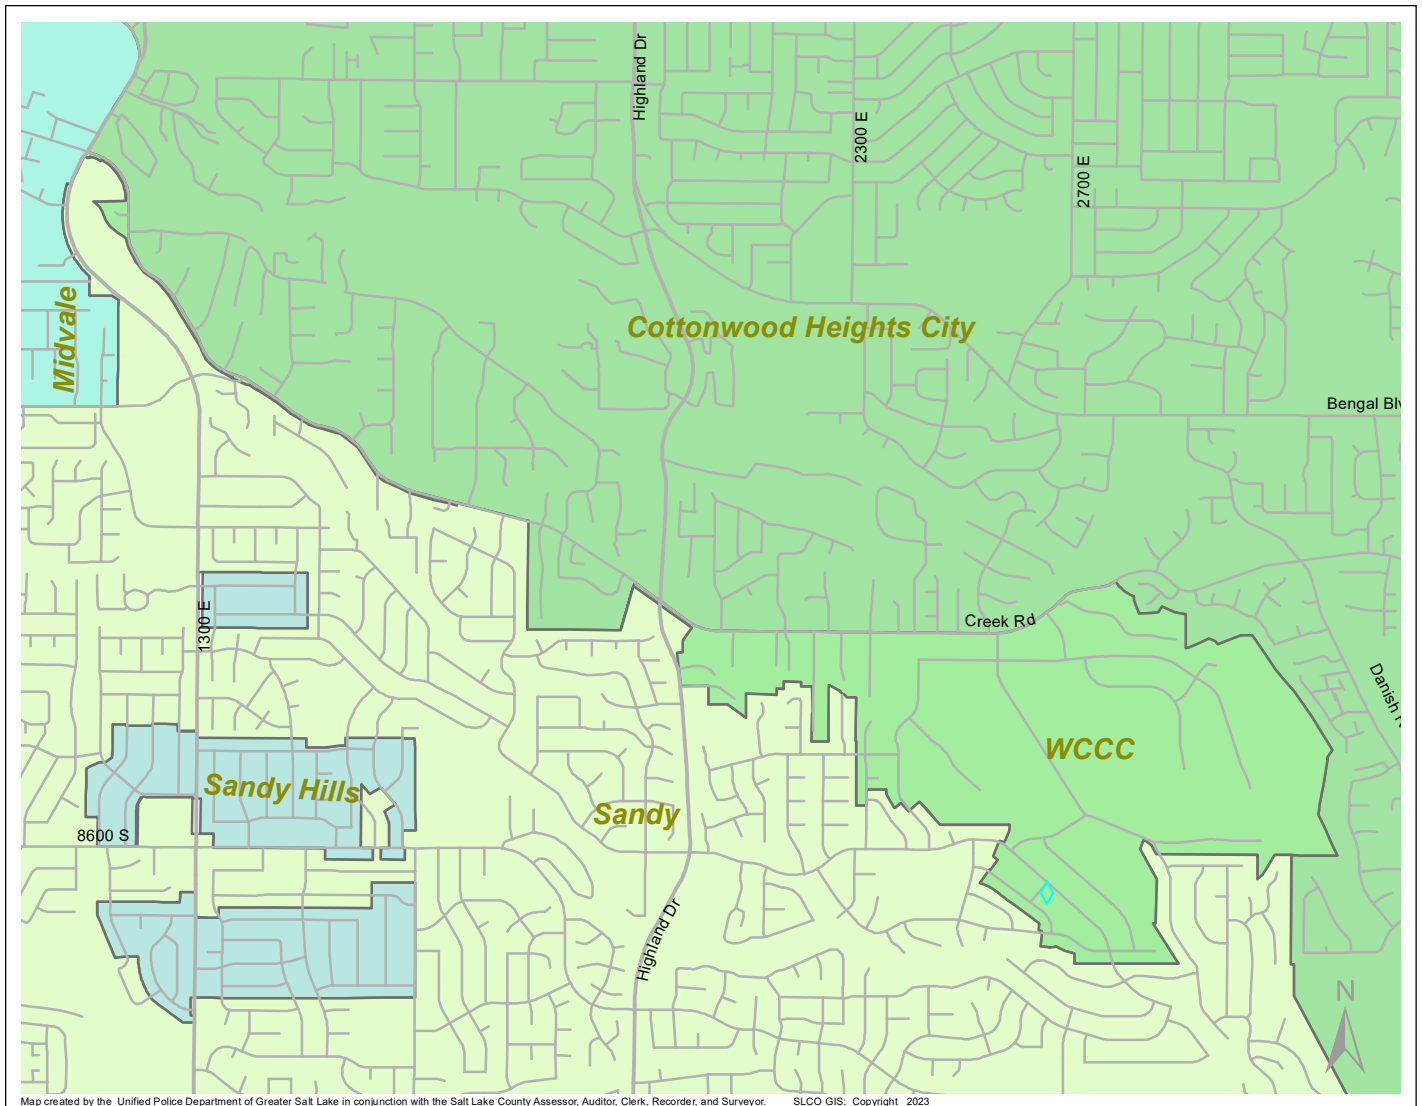 Highland Dr
2300 E
2700 E
Midvale
Cottonwood Heights City
Bengal Blv
1300 E
Creek Rd
Danish R
WCCC
Sandy Hills
Sandy
8600 S
Highland Dr
N
Map created by the Unified Police Department of Greater Salt Lake in conjunction with the Salt Lake County Assessor, Auditor, Clerk, Recorder, and Surveyor. SLCO GIS: Copyright 2023